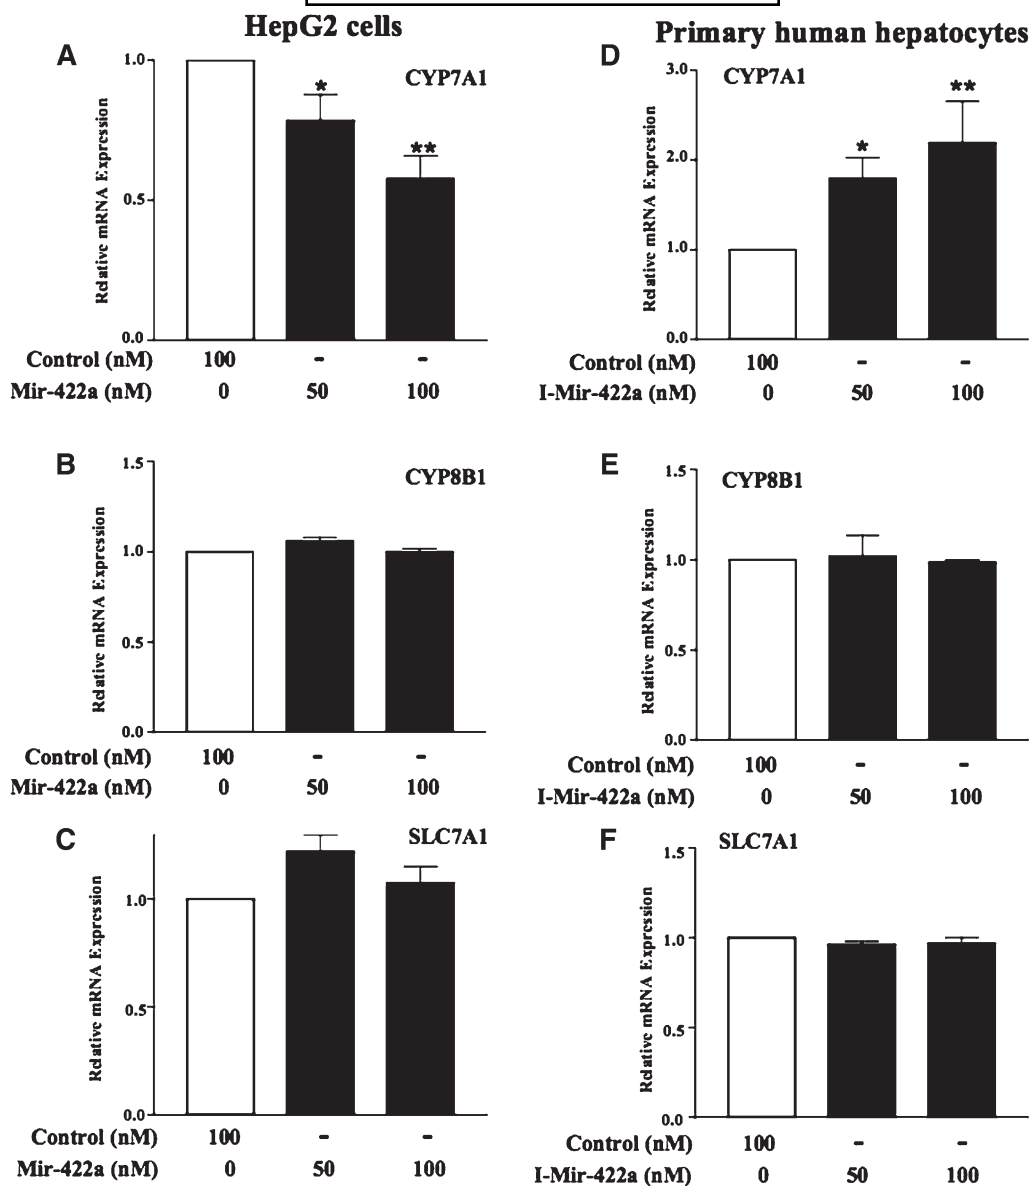 HepG2 cells
A
CYP7A1
Relative mRNA Expression
1.0
*
**
0.5
0.0
Control (nM) 100 - -
Mir-422a (nM) 0 50 100
B
CYP8B1
Relative mRNA Expression
1.5
1.0
0.5
0.0
Control (nM) 100 - -
Mir-422a (nM) 0 50 100
C
SLC7A1
Relative mRNA Expression
1.0
0.5
0.0
Control (nM) 100 - -
Mir-422a (nM) 0 50 100
Primary human hepatocytes
D
CYP7A1
Relative mRNA Expression
3.0
**
*
2.0
1.0
0.0
Control (nM) 100 - -
I-Mir-422a (nM) 0 50 100
E
CYP8B1
Relative mRNA Expression
1.5
1.0
0.5
0.0
Control (nM) 100 - -
I-Mir-422a (nM) 0 50 100
F
SLC7A1
Relative mRNA Expression
1.5
1.0
0.5
0.0
Control (nM) 100 - -
I-Mir-422a (nM) 0 50 100